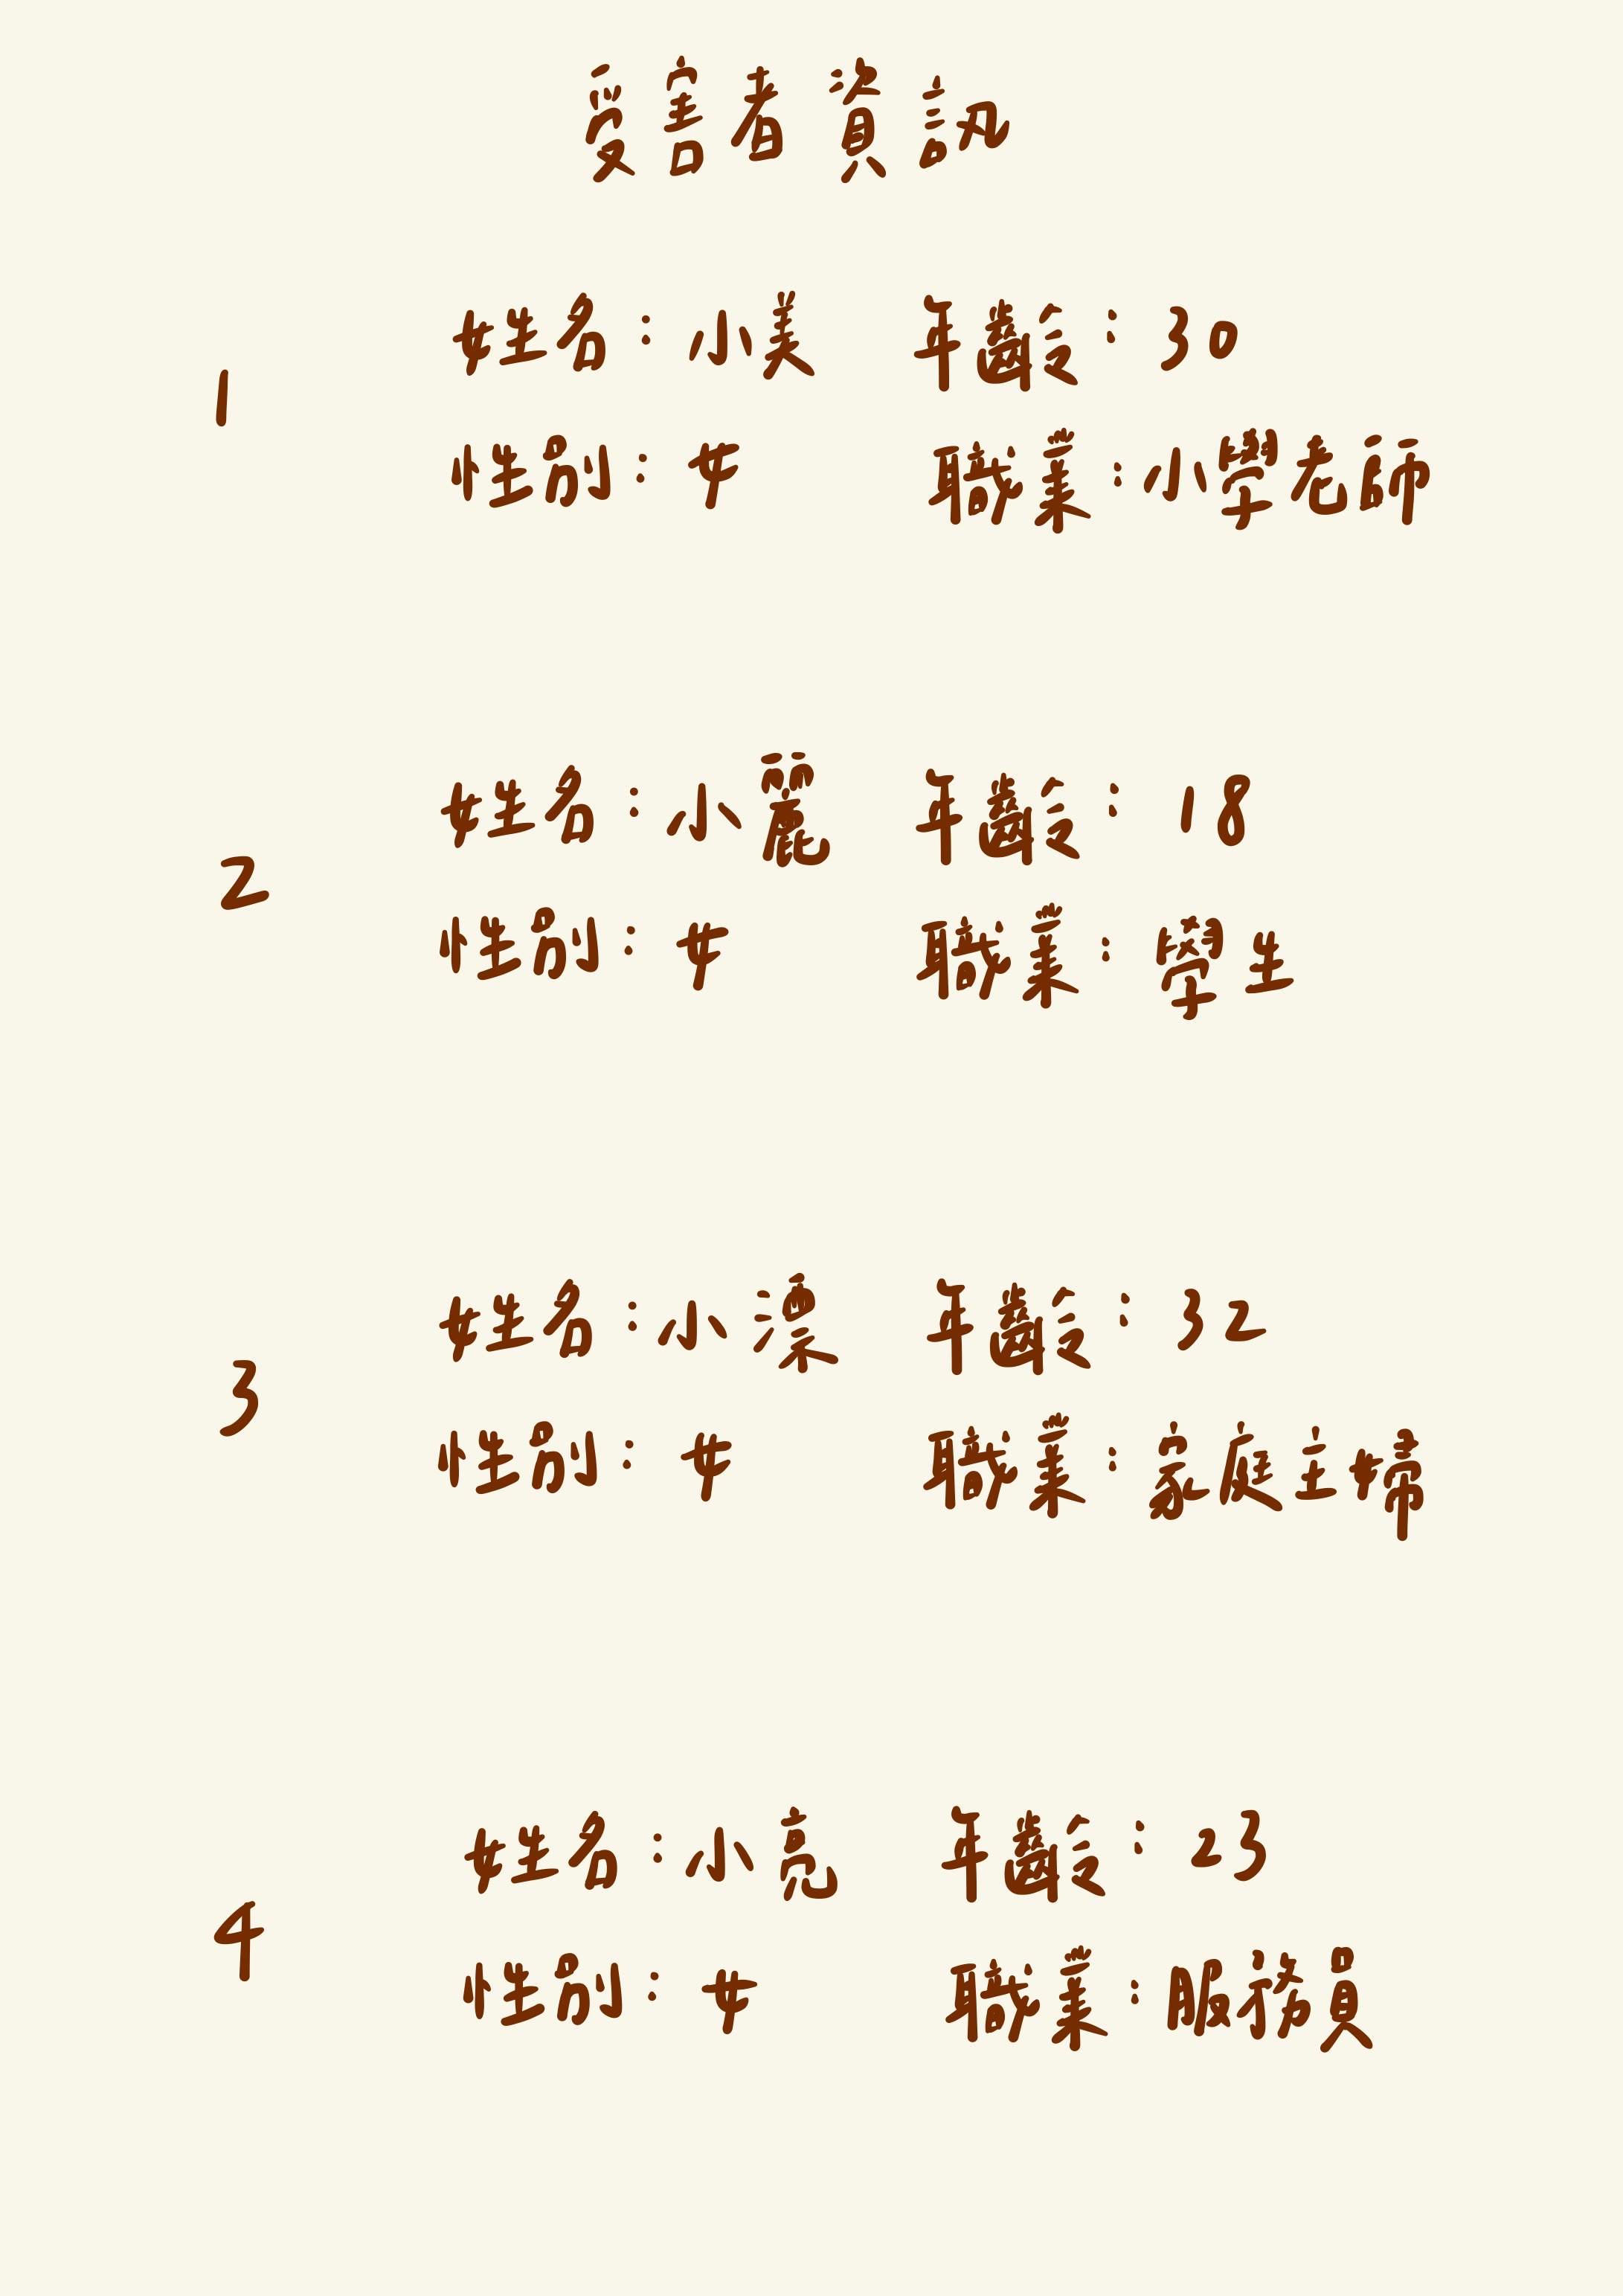 受害者資訊
姓名：小美 年齡：30
1
性別：女 職業：小學老師
姓名：小麗 年齡：18
2
性別：女 職業：學生
姓名：小漂 年齡：32
3
性別：女 職業：家庭主婦
姓名：小亮 年齡：23
4
性別：女 職業：服務員